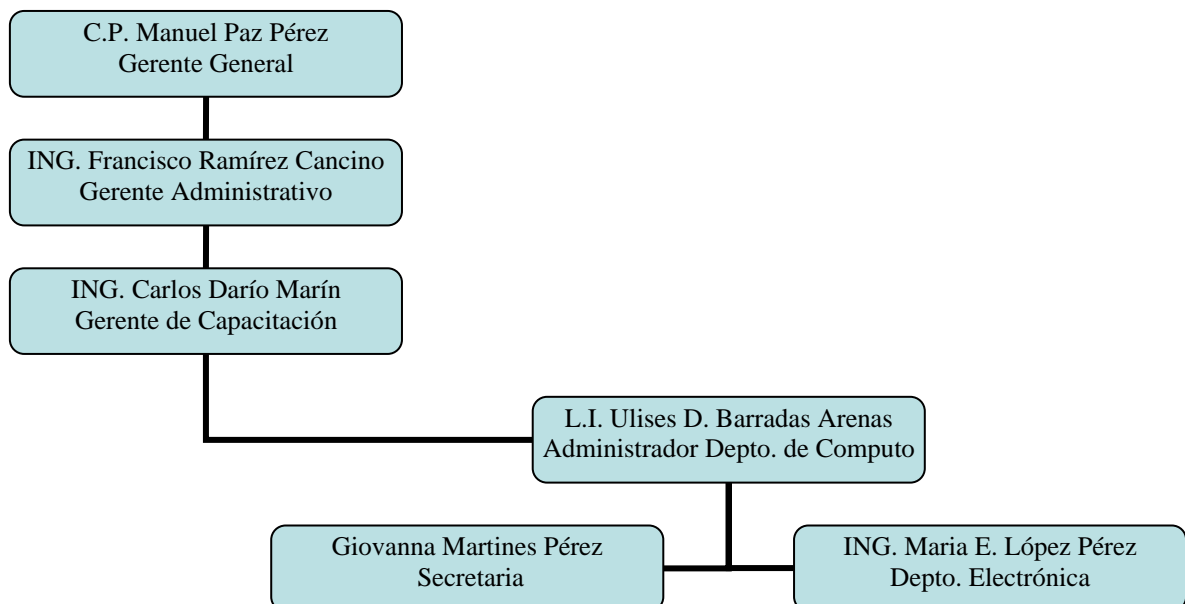 C.P. Manuel Paz Pérez
Gerente General
ING. Francisco Ramírez Cancino
Gerente Administrativo
ING. Carlos Darío Marín
Gerente de Capacitación
L.I. Ulises D. Barradas Arenas
Administrador Depto. de Computo
Giovanna Martines Pérez
Secretaria
ING. Maria E. López Pérez
Depto. Electrónica